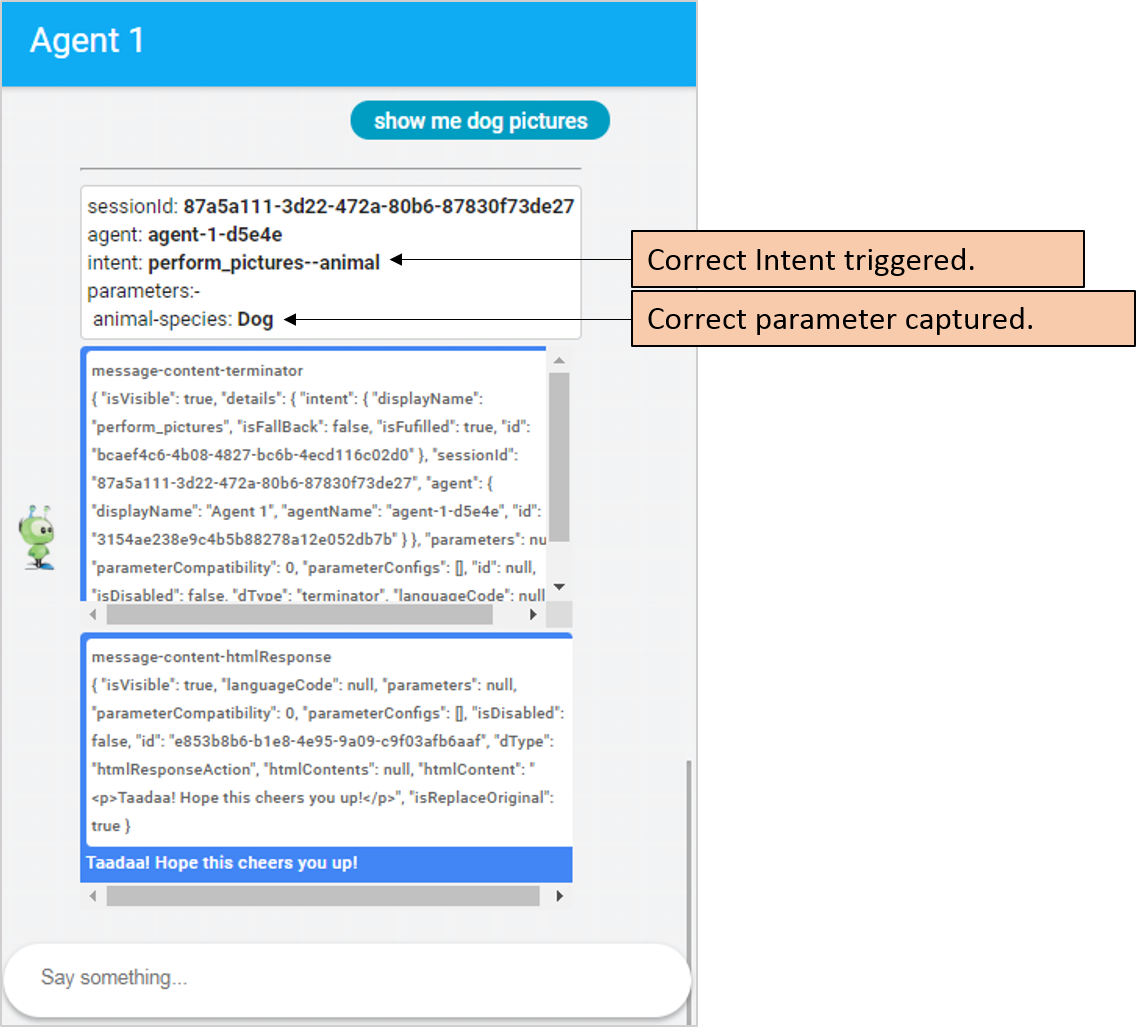 Agent 1
show me dog pictures
sessionId: 87a5a111-3d22-472a-80b6-87830f73de27
agent: agent-1-d5e4e
intent: perform_pictures--animal
Correct Intent triggered.
parameters:-
animal-species: Dog
Correct parameter captured.
message-content-terminator
{ "isVisible": true, "details": { "intent": { "displayName":
"perform_pictures", "isFallBack": false, "isFufilled": true, "id":
"bcaef4c6-4b08-4827-bc6b-4ecd116c02d0" }, "sessionId":
"87a5a111-3d22-472a-80b6-87830f73de27", "agent": {
"displayName": "Agent 1", "agentName": "agent-1-d5e4e", "id":
"3154ae238e9c4b5b88278a12e052db7b" } }, "parameters": nu
"parameterCompatibility": 0, "parameterConfigs": [], "id": null,
"isDisabled": false, "dType": "terminator", "languageCode": null
message-content-htmlResponse
{ "isVisible": true, "languageCode": null, "parameters": null,
"parameterCompatibility": 0, "parameterConfigs": [], "isDisabled":
false, "id": "e853b8b6-b1e8-4e95-9a09-c9f03afb6aaf", "dType":
"htmlResponseAction", "htmlContents": null, "htmlContent": "
<p>Taadaa! Hope this cheers you up!</p>", "isReplaceOriginal":
true }
Taadaa! Hope this cheers you up!
Say something...